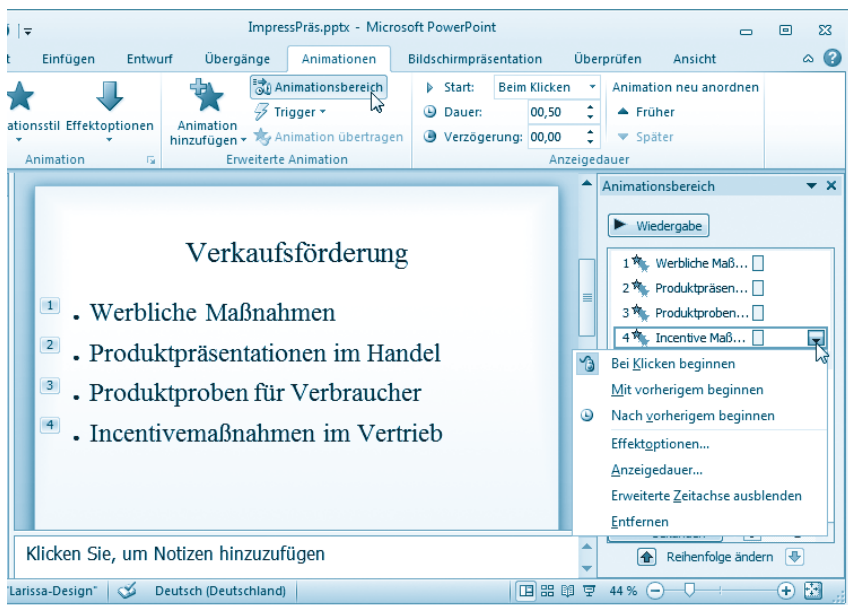 ImpressPräs.pptx - Microsoft PowerPoint
t Einfügen Entwurf Übergänge Animationen Bildschirmpräsentation Überprüfen Ansicht
Animationsbereich Start: Beim Klicken Animation neu anordnen
Trigger Dauer: 00,50 Früher
ationsstil Effektoptionen Animation hinzufügen Animation übertragen Verzögerung: 00,00 Später
Animation Erweiterte Animation Anzeigedauer
Verkaufsförderung
1 . Werbliche Maßnahmen
2 . Produktpräsentationen im Handel
3 . Produktproben für Verbraucher
4 . Incentivemaßnahmen im Vertrieb
Klicken Sie, um Notizen hinzuzufügen
Animationsbereich
Wiedergabe
1 Werbliche Maß...
2 Produktpräsen...
3 Produktproben...
4 Incentive Maß...
Bei Klicken beginnen
Mit vorherigem beginnen
Nach vorherigem beginnen
Effektoptionen...
Anzeigedauer...
Erweiterte Zeitachse ausblenden
Entfernen
Reihenfolge ändern
"Larissa-Design" Deutsch (Deutschland) 44 %